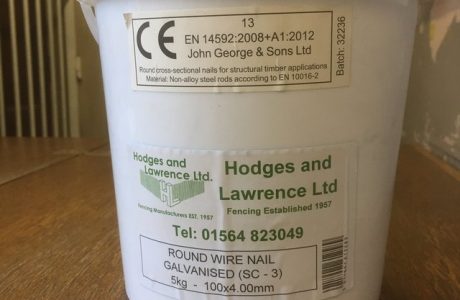 CE
13
EN 14592:2008+A1:2012
John George & Sons Ltd
Round cross-sectional nails for structural timber applications
Material: Non-alloy steel rods according to EN 10016-2
Batch: 32236
Hodges and
Lawrence Ltd.
HL
Fencing Manufacturers EST. 1957
Hodges and
Lawrence Ltd
Fencing Established 1957
Tel: 01564 823049
ROUND WIRE NAIL
GALVANISED (SC - 3)
5kg - 100x4.00mm